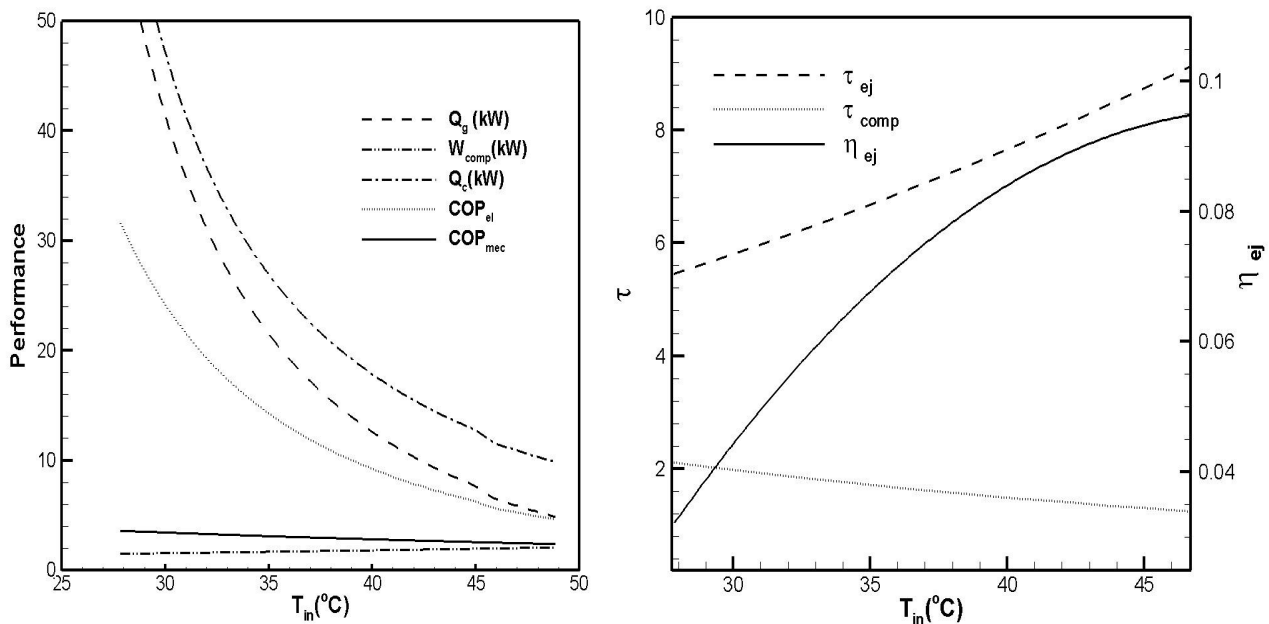 50
40
30
20
10
0
Performance
Q_g (kW)
W_comp(kW)
Q_c(kW)
COP_el
COP_mec
25 30 35 40 45 50
T_in(°C)
10
8
6
4
2
τ
τ_ej
τ_comp
η_ej
0.1
0.08
0.06
0.04
η_ej
30 35 40 45
T_in(°C)